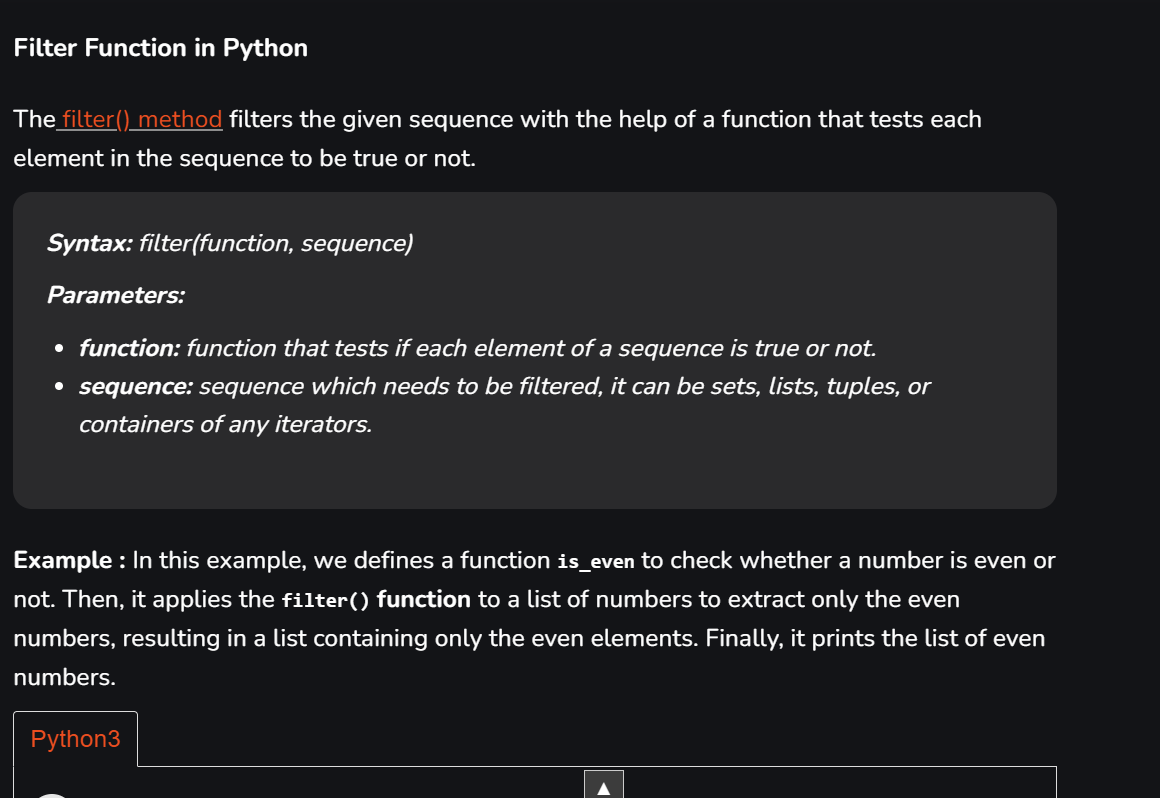 Filter Function in Python
The filter() method filters the given sequence with the help of a function that tests each
element in the sequence to be true or not.
Syntax: filter(function, sequence)
Parameters:
• function: function that tests if each element of a sequence is true or not.
• sequence: sequence which needs to be filtered, it can be sets, lists, tuples, or
containers of any iterators.
Example : In this example, we defines a function is_even to check whether a number is even or
not. Then, it applies the filter() function to a list of numbers to extract only the even
numbers, resulting in a list containing only the even elements. Finally, it prints the list of even
numbers.
Python3